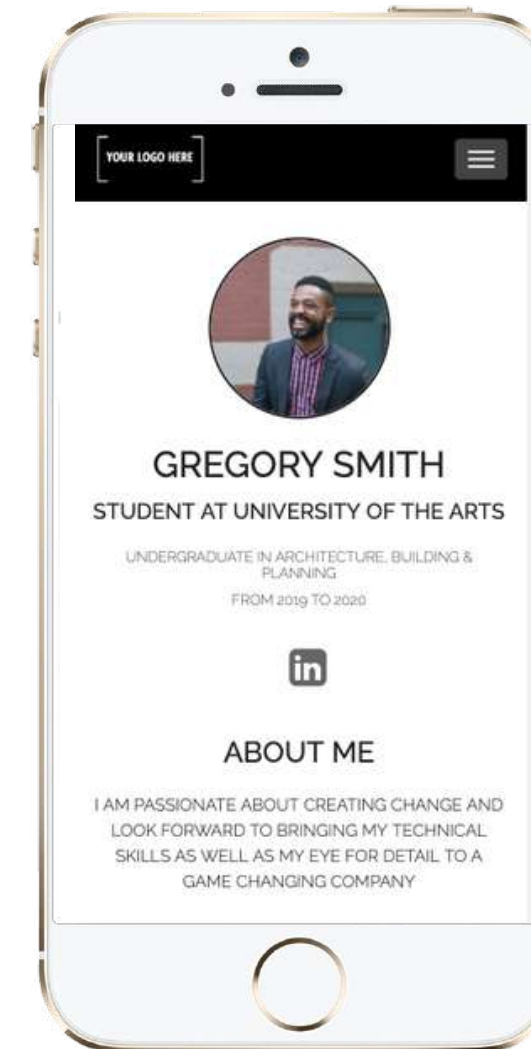 YOUR LOGO HERE
GREGORY SMITH
STUDENT AT UNIVERSITY OF THE ARTS
UNDERGRADUATE IN ARCHITECTURE, BUILDING &
PLANNING
FROM 2019 TO 2020
in
ABOUT ME
I AM PASSIONATE ABOUT CREATING CHANGE AND
LOOK FORWARD TO BRINGING MY TECHNICAL
SKILLS AS WELL AS MY EYE FOR DETAIL TO A
GAME CHANGING COMPANY